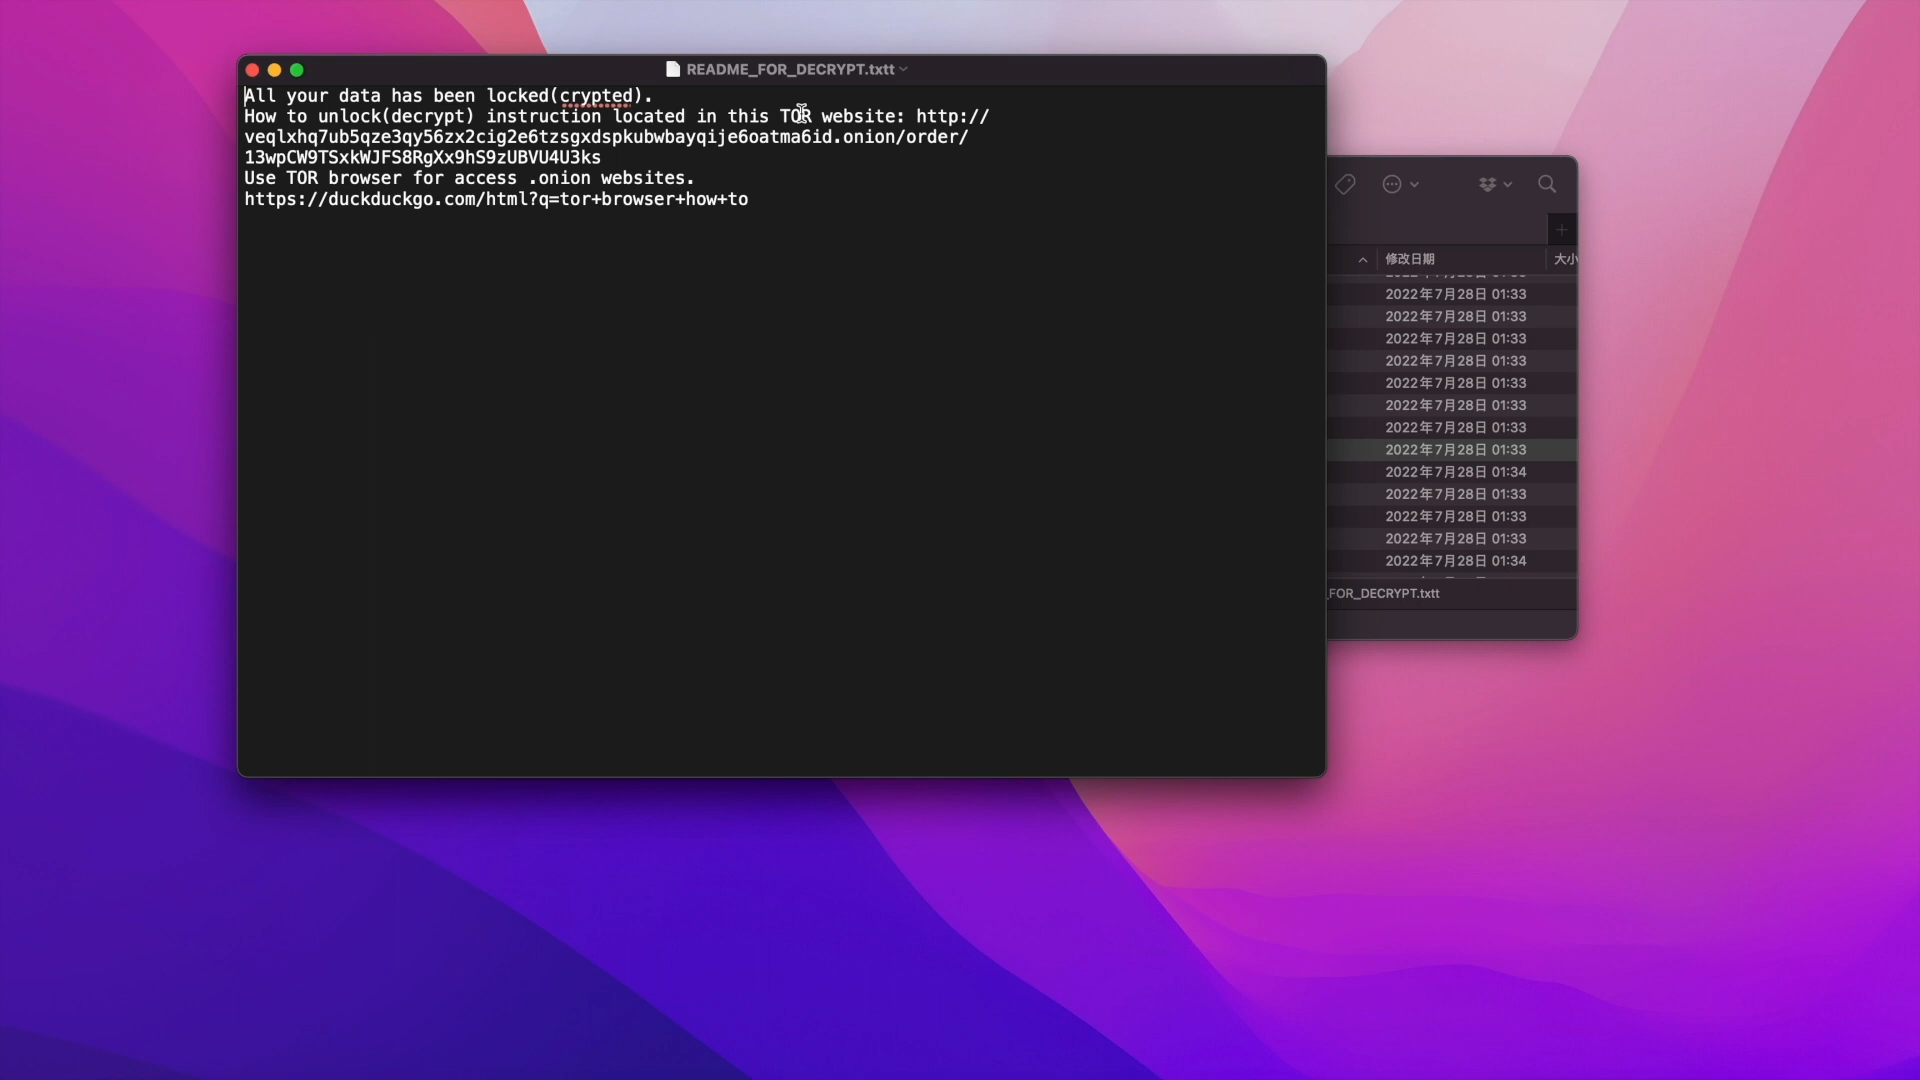 README_FOR_DECRYPT.txtt
All your data has been locked(crypted).
How to unlock(decrypt) instruction located in this TOR website: http://
veqlxhq7ub5qze3qy56zx2cig2e6tzsgxdspkubwbayqije6oatma6id.onion/order/
13wpCW9TSxkWJFS8RgXx9hS9zUBVU4U3ks
Use TOR browser for access .onion websites.
https://duckduckgo.com/html?q=tor+browser+how+to
修改日期 大小
2022年7月28日 01:33
2022年7月28日 01:33
2022年7月28日 01:33
2022年7月28日 01:33
2022年7月28日 01:33
2022年7月28日 01:33
2022年7月28日 01:33
2022年7月28日 01:33
2022年7月28日 01:34
2022年7月28日 01:33
2022年7月28日 01:33
2022年7月28日 01:33
2022年7月28日 01:34
_FOR_DECRYPT.txtt